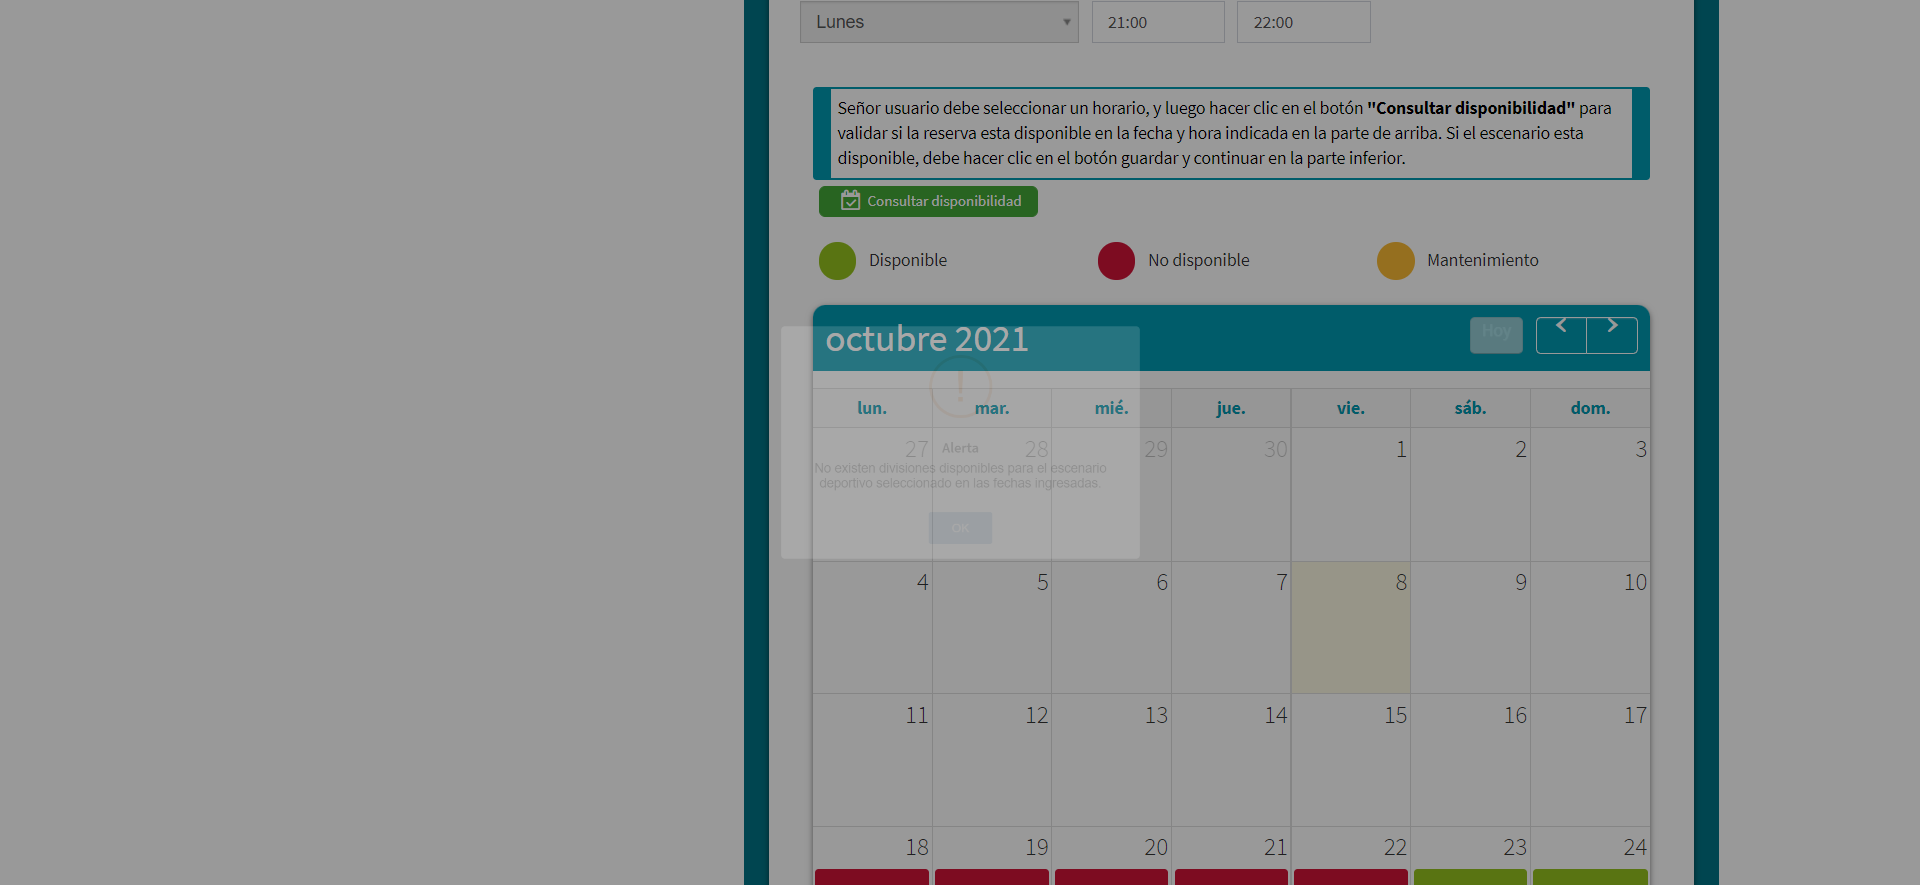 Lunes 21:00 22:00
Señor usuario debe seleccionar un horario, y luego hacer clic en el botón "Consultar disponibilidad" para
validar si la reserva esta disponible en la fecha y hora indicada en la parte de arriba. Si el escenario esta
disponible, debe hacer clic en el botón guardar y continuar en la parte inferior.
Consultar disponibilidad
Disponible No disponible Mantenimiento
octubre 2021 Hoy
lun. mar. mié. jue. vie. sáb. dom.
27 28 29 30 1 2 3
Alerta
No existen divisiones disponibles para el escenario
deportivo seleccionado en las fechas ingresadas.
OK
4 5 6 7 8 9 10
11 12 13 14 15 16 17
18 19 20 21 22 23 24